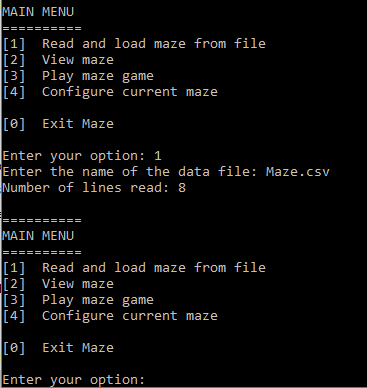 MAIN MENU
==========
[1]  Read and load maze from file
[2]  View maze
[3]  Play maze game
[4]  Configure current maze
[0]  Exit Maze
Enter your option: 1
Enter the name of the data file: Maze.csv
Number of lines read: 8
==========
MAIN MENU
==========
[1]  Read and load maze from file
[2]  View maze
[3]  Play maze game
[4]  Configure current maze
[0]  Exit Maze
Enter your option: